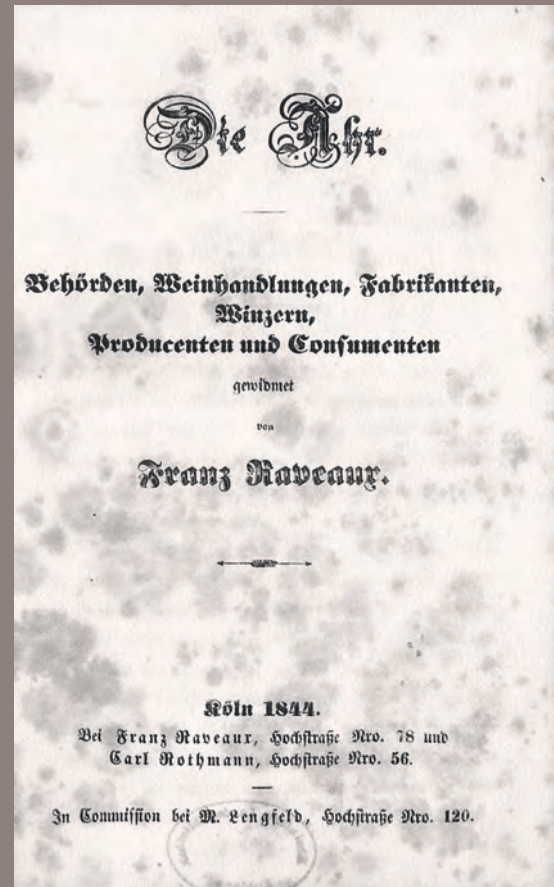 Die Ahr.
Behörden, Weinhandlungen, Fabrikanten,
Winzern,
Producenten und Consumenten
gewidmet
von
Franz Raveaux.
Köln 1844.
Bei Franz Raveaux, Hochstraße Nro. 78 und
Carl Rothmann, Hochstraße Nro. 56.
In Commission bei M. Lengfeld, Hochstraße Nro. 120.